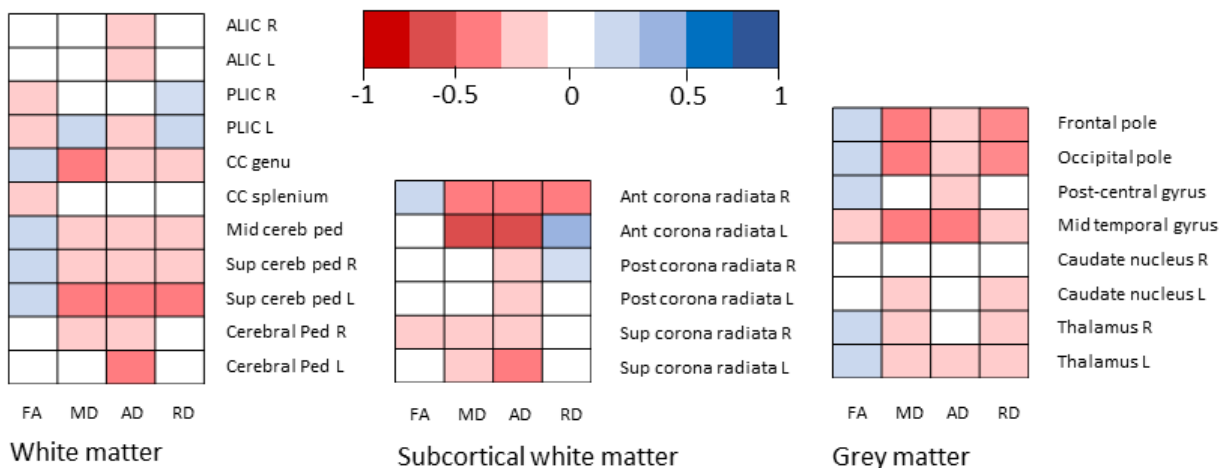 ALIC R
ALIC L
PLIC R
PLIC L
CC genu
CC splenium
Mid cereb ped
Sup cereb ped R
Sup cereb ped L
Cerebral Ped R
Cerebral Ped L
FA MD AD RD
White matter
-1 -0.5 0 0.5 1
Ant corona radiata R
Ant corona radiata L
Post corona radiata R
Post corona radiata L
Sup corona radiata R
Sup corona radiata L
FA MD AD RD
Subcortical white matter
Frontal pole
Occipital pole
Post-central gyrus
Mid temporal gyrus
Caudate nucleus R
Caudate nucleus L
Thalamus R
Thalamus L
FA MD AD RD
Grey matter